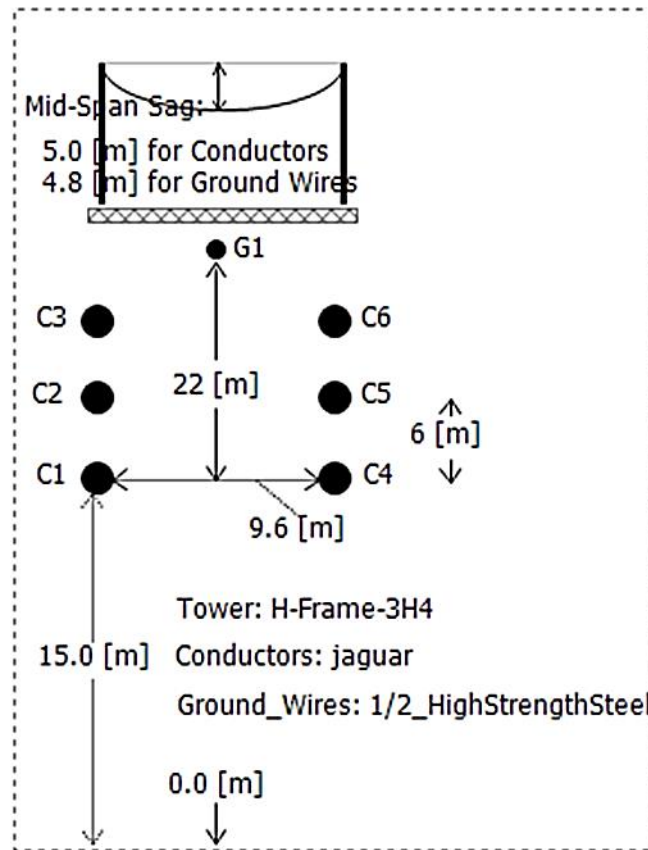 Mid-Span Sag:
5.0 [m] for Conductors
4.8 [m] for Ground Wires
G1
C3
C6
C2
22 [m]
C5
6 [m]
C1
C4
9.6 [m]
Tower: H-Frame-3H4
15.0 [m]
Conductors: jaguar
Ground_Wires: 1/2_HighStrengthSteel
0.0 [m]